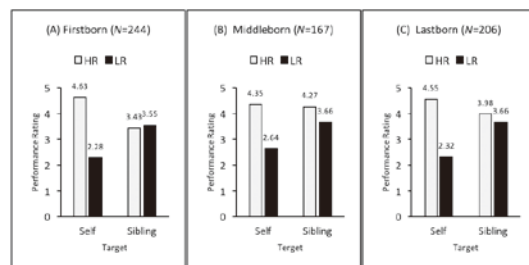 (A) Firstborn (N=244)
HR LR
Performance Rating
5
4
3
2
1
0
4.63
2.28
3.43
3.55
Self
Sibling
Target
(B) Middleborn (N=167)
HR LR
Performance Rating
5
4
3
2
1
0
4.35
2.64
4.27
3.66
Self
Sibling
Target
(C) Lastborn (N=206)
HR LR
Performance Rating
5
4
3
2
1
0
4.55
2.32
3.98
3.66
Self
Sibling
Target